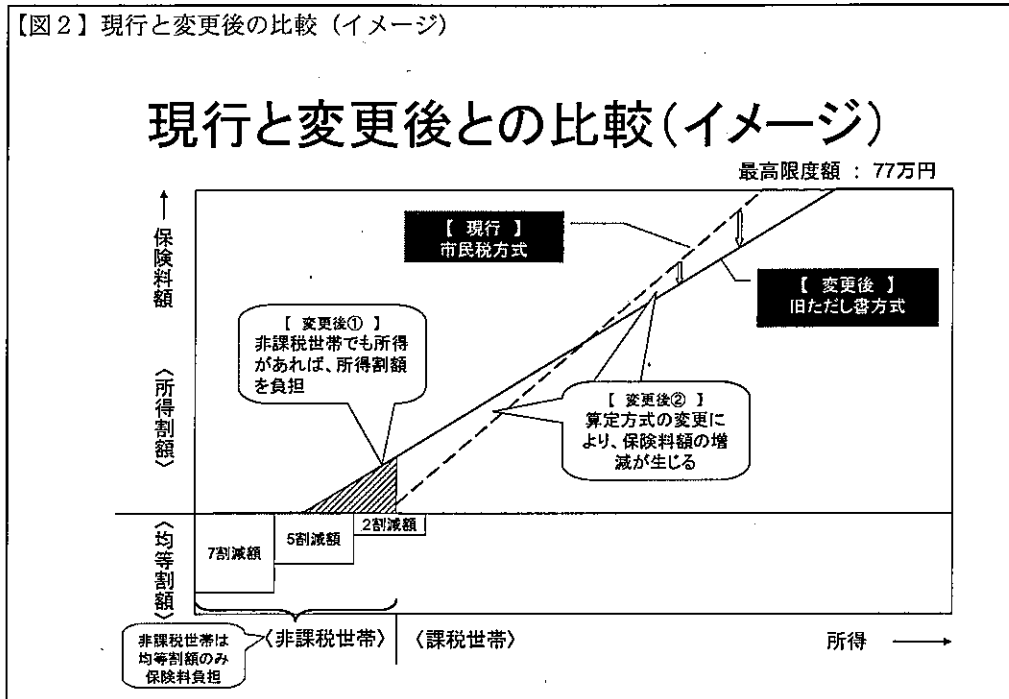 【図2】現行と変更後の比較（イメージ）
現行と変更後との比較(イメージ)
最高限度額 ： 77万円
↑
保険料額
【 現行 】
市民税方式
【 変更後 】
旧ただし書方式
【 変更後① 】
非課税世帯でも所得
があれば、所得割額
を負担
〈所得割額〉
【 変更後② 】
算定方式の変更に
より、保険料額の増
減が生じる
〈均等割額〉
7割減額
5割減額
2割減額
非課税世帯は
均等割額のみ
保険料負担
〈非課税世帯〉
〈課税世帯〉
所得 →